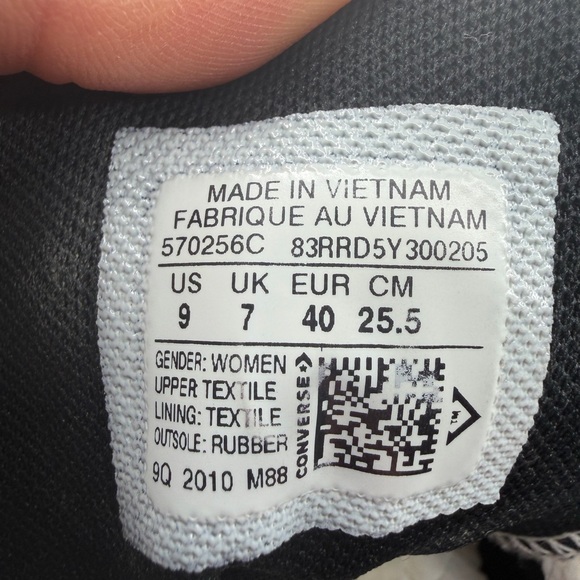 MADE IN VIETNAM
FABRIQUE AU VIETNAM
570256C 83RRD5Y300205
US UK EUR CM
9 7 40 25.5
GENDER: WOMEN
UPPER TEXTILE
LINING: TEXTILE
OUTSOLE: RUBBER
9Q 2010 M88
CONVERSE
TM